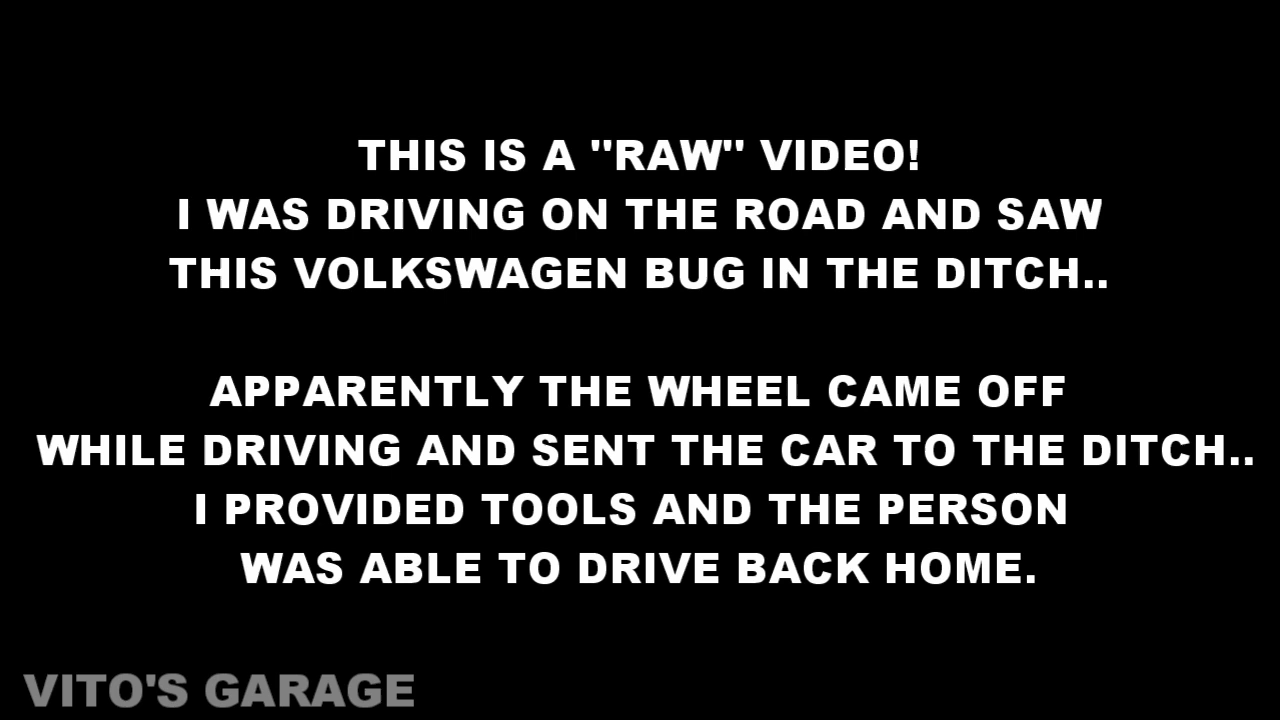 THIS IS A "RAW" VIDEO!
I WAS DRIVING ON THE ROAD AND SAW
THIS VOLKSWAGEN BUG IN THE DITCH..
APPARENTLY THE WHEEL CAME OFF
WHILE DRIVING AND SENT THE CAR TO THE DITCH..
I PROVIDED TOOLS AND THE PERSON
WAS ABLE TO DRIVE BACK HOME.
VITO'S GARAGE